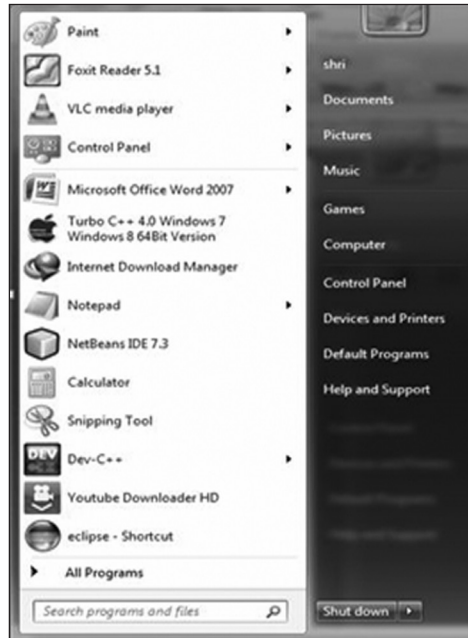 Paint
Foxit Reader 5.1
VLC media player
Control Panel
Microsoft Office Word 2007
Turbo C++ 4.0 Windows 7
Windows 8 64Bit Version
Internet Download Manager
Notepad
NetBeans IDE 7.3
Calculator
Snipping Tool
DEV
Dev-C++
Youtube Downloader HD
eclipse - Shortcut
All Programs
Search programs and files
shri
Documents
Pictures
Music
Games
Computer
Control Panel
Devices and Printers
Default Programs
Help and Support
Shut down